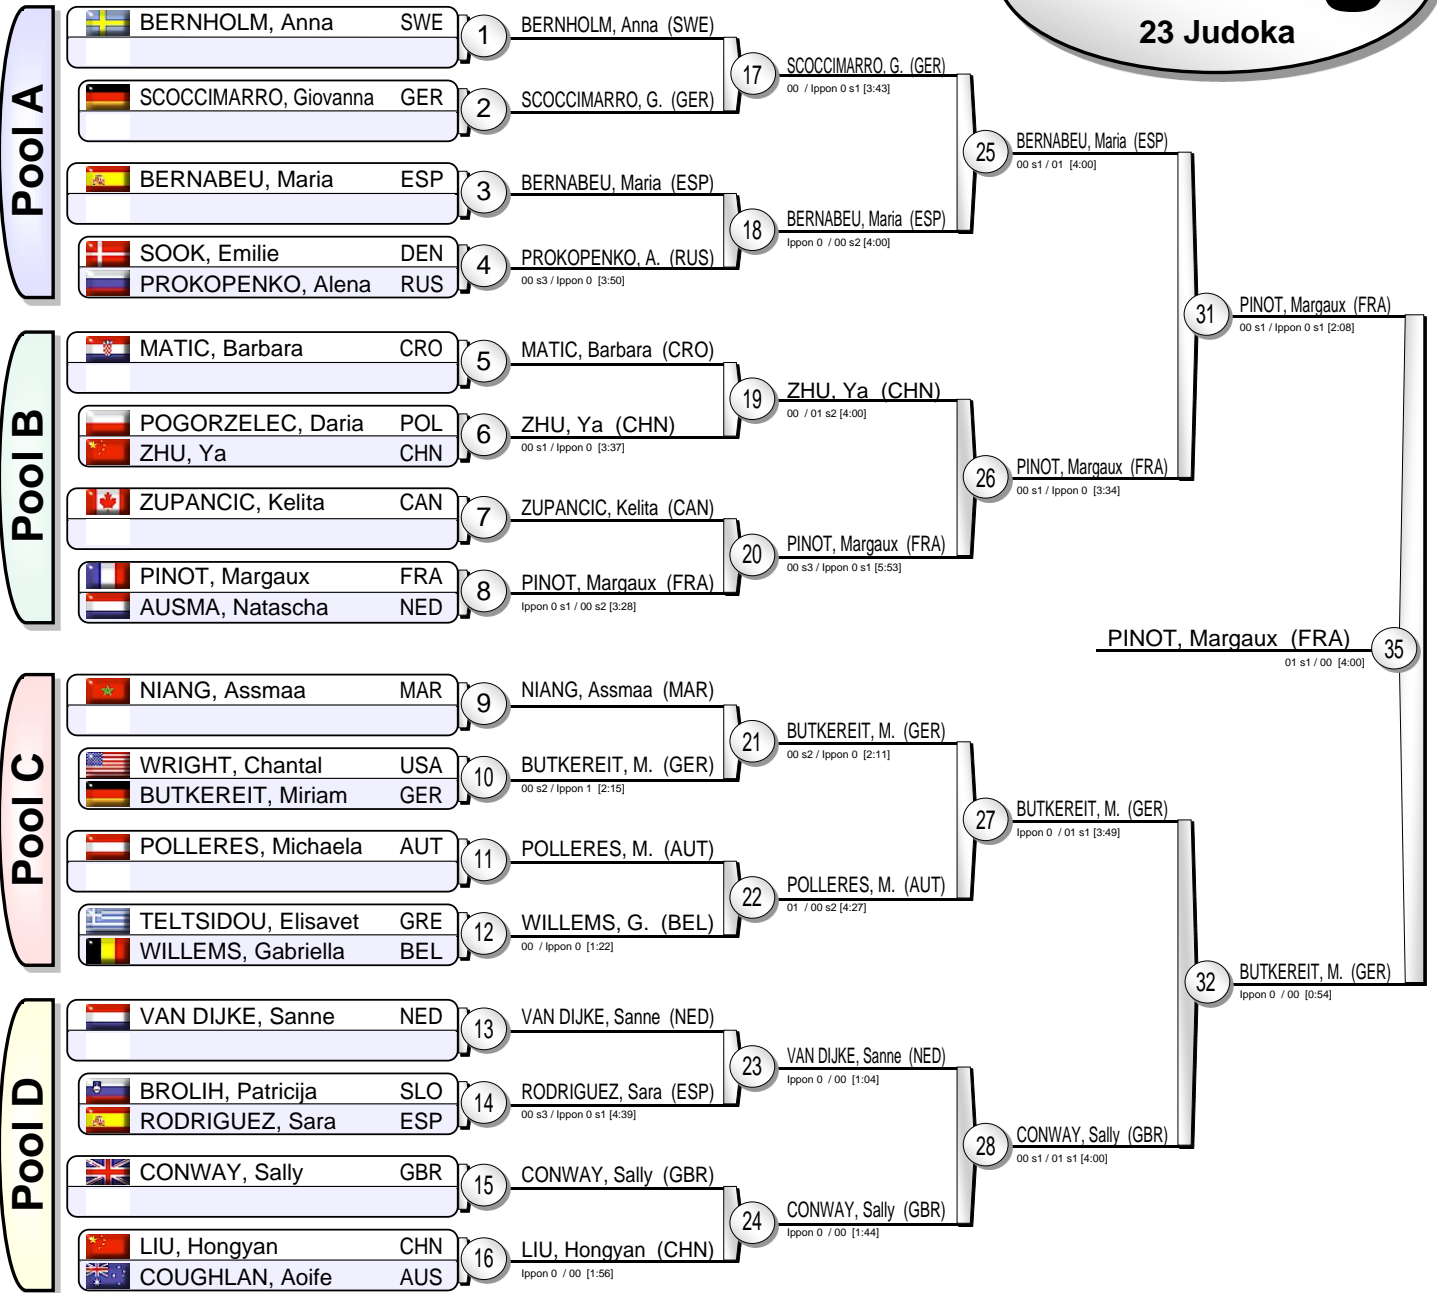 23 Judoka
Pool A
BERNHOLM, Anna SWE
1
SCOCCIMARRO, Giovanna GER
2
BERNABEU, Maria ESP
3
SOOK, Emilie DEN
PROKOPENKO, Alena RUS
4
Pool B
MATIC, Barbara CRO
5
POGORZELEC, Daria POL
ZHU, Ya CHN
6
ZUPANCIC, Kelita CAN
7
PINOT, Margaux FRA
AUSMA, Natascha NED
8
Pool C
NIANG, Assmaa MAR
9
WRIGHT, Chantal USA
BUTKEREIT, Miriam GER
10
POLLERES, Michaela AUT
11
TELTSIDOU, Elisavet GRE
WILLEMS, Gabriella BEL
12
Pool D
VAN DIJKE, Sanne NED
13
BROLIH, Patricija SLO
RODRIGUEZ, Sara ESP
14
CONWAY, Sally GBR
15
LIU, Hongyan CHN
COUGHLAN, Aoife AUS
16
BERNHOLM, Anna (SWE)
SCOCCIMARRO, G. (GER)
17
BERNABEU, Maria (ESP)
PROKOPENKO, A. (RUS)
00 s3 / Ippon 0 [3:50]
18
MATIC, Barbara (CRO)
ZHU, Ya (CHN)
00 s1 / Ippon 0 [3:37]
19
ZUPANCIC, Kelita (CAN)
PINOT, Margaux (FRA)
Ippon 0 s1 / 00 s2 [3:28]
20
NIANG, Assmaa (MAR)
BUTKEREIT, M. (GER)
00 s2 / Ippon 1 [2:15]
21
POLLERES, M. (AUT)
WILLEMS, G. (BEL)
00 / Ippon 0 [1:22]
22
VAN DIJKE, Sanne (NED)
RODRIGUEZ, Sara (ESP)
00 s3 / Ippon 0 s1 [4:39]
23
CONWAY, Sally (GBR)
LIU, Hongyan (CHN)
Ippon 0 / 00 [1:56]
24
SCOCCIMARRO, G. (GER)
00 / Ippon 0 s1 [3:43]
BERNABEU, Maria (ESP)
Ippon 0 / 00 s2 [4:00]
25
ZHU, Ya (CHN)
00 / 01 s2 [4:00]
PINOT, Margaux (FRA)
00 s3 / Ippon 0 s1 [5:53]
26
BUTKEREIT, M. (GER)
00 s2 / Ippon 0 [2:11]
POLLERES, M. (AUT)
01 / 00 s2 [4:27]
27
VAN DIJKE, Sanne (NED)
Ippon 0 / 00 [1:04]
CONWAY, Sally (GBR)
Ippon 0 / 00 [1:44]
28
BERNABEU, Maria (ESP)
00 s1 / 01 [4:00]
PINOT, Margaux (FRA)
00 s1 / Ippon 0 [3:34]
31
BUTKEREIT, M. (GER)
Ippon 0 / 01 s1 [3:49]
CONWAY, Sally (GBR)
00 s1 / 01 s1 [4:00]
32
PINOT, Margaux (FRA)
00 s1 / Ippon 0 s1 [2:08]
BUTKEREIT, M. (GER)
Ippon 0 / 00 [0:54]
PINOT, Margaux (FRA)
01 s1 / 00 [4:00]
35